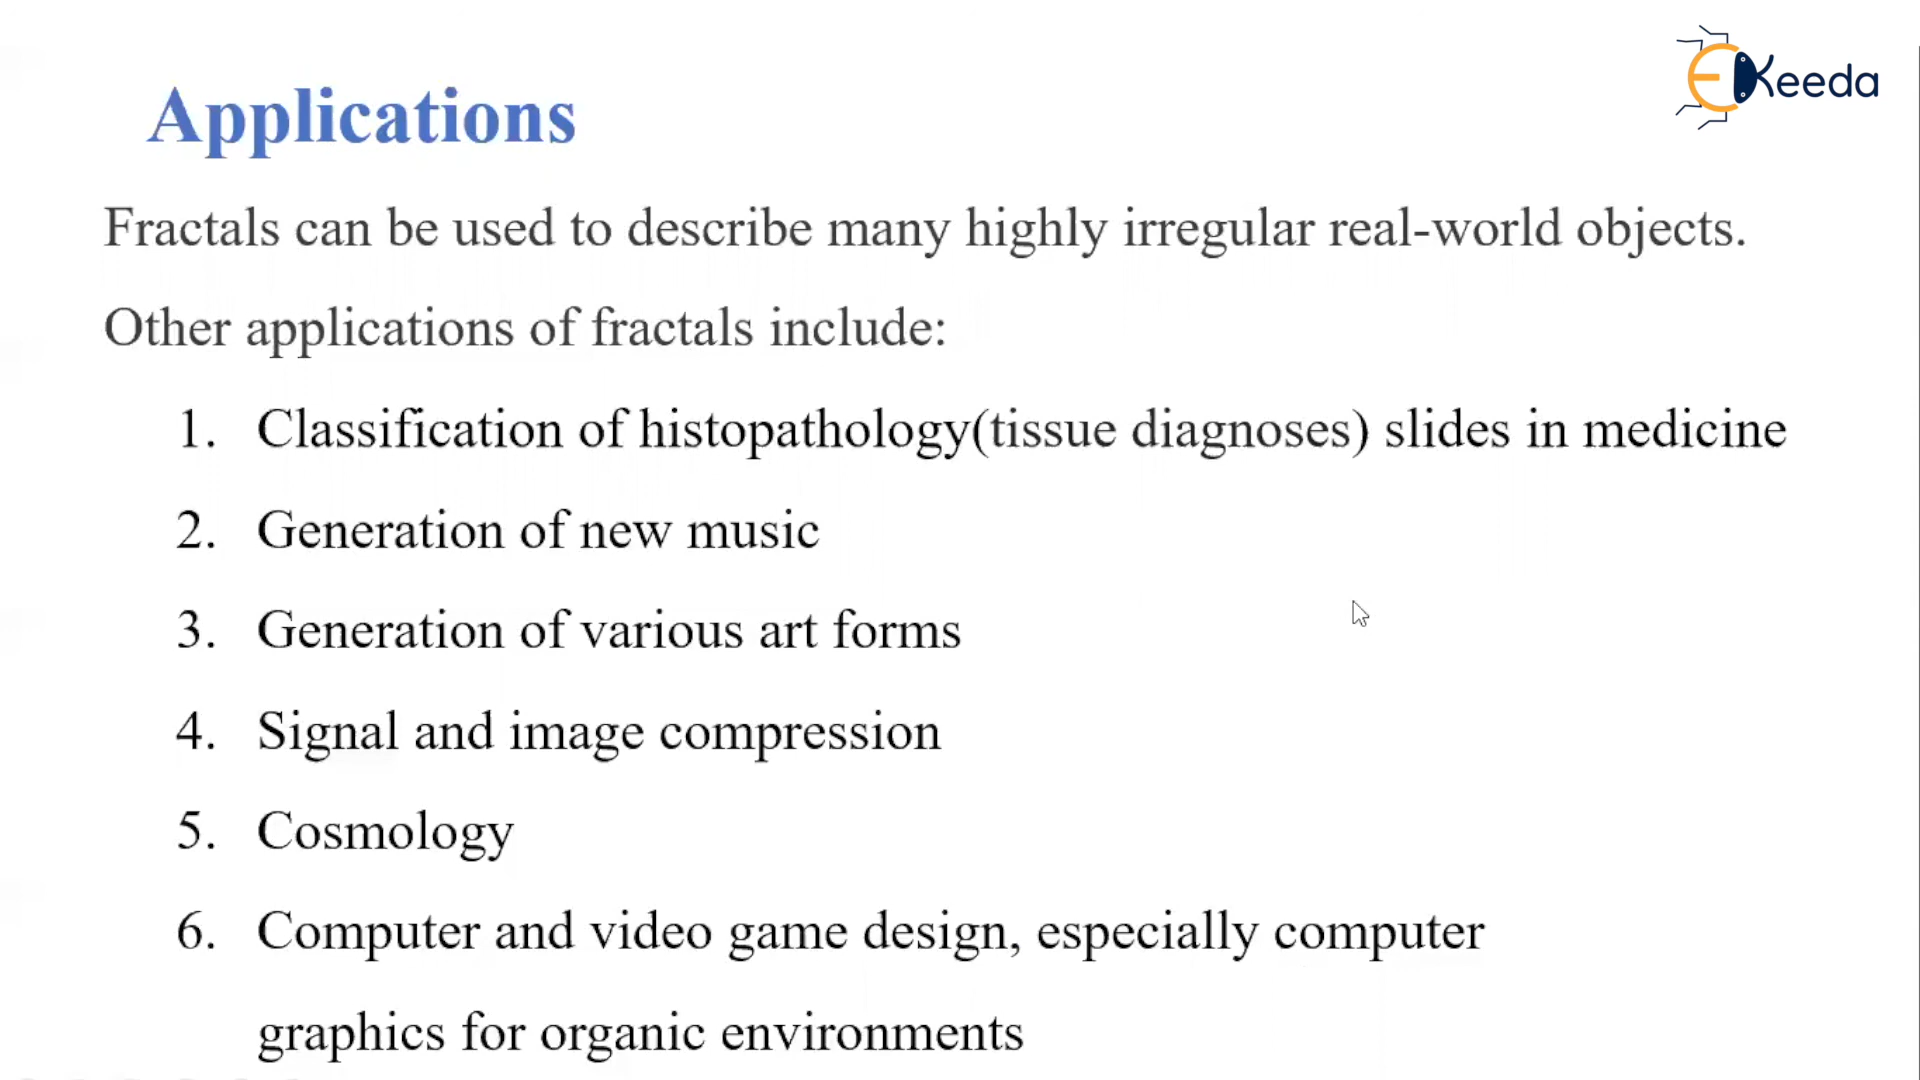 EKeeda
Applications
Fractals can be used to describe many highly irregular real-world objects.
Other applications of fractals include:
1. Classification of histopathology(tissue diagnoses) slides in medicine
2. Generation of new music
3. Generation of various art forms
4. Signal and image compression
5. Cosmology
6. Computer and video game design, especially computer
graphics for organic environments